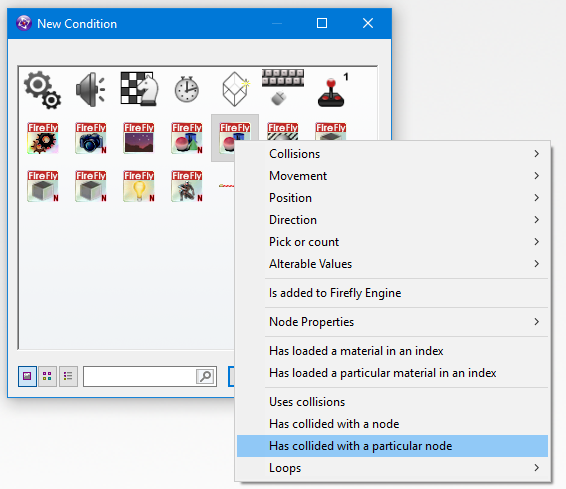 New Condition
1
FIREFLY FIREFLY FIREFLY FIREFLY FIREFLY FIREFLY FIREFLY
N N
FIREFLY FIREFLY FIREFLY FIREFLY
N N N N
Collisions
Movement
Position
Direction
Pick or count
Alterable Values
Is added to Firefly Engine
Node Properties
Has loaded a material in an index
Has loaded a particular material in an index
Uses collisions
Has collided with a node
Has collided with a particular node
Loops